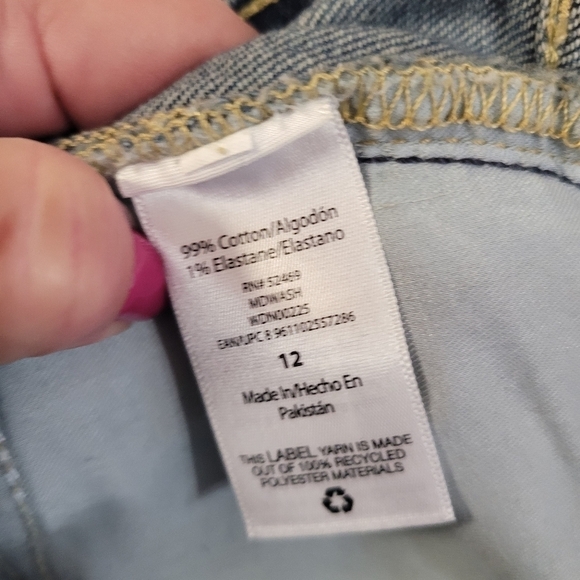 99% Cotton/Algodón
1% Elastane/Elastano
RN# 52469
MDWASH
WDN00225
EAN/UPC 8 961102557286
12
Made In/Hecho En
Pakistán
THIS LABEL YARN IS MADE
OUT OF 100% RECYCLED
POLYESTER MATERIALS